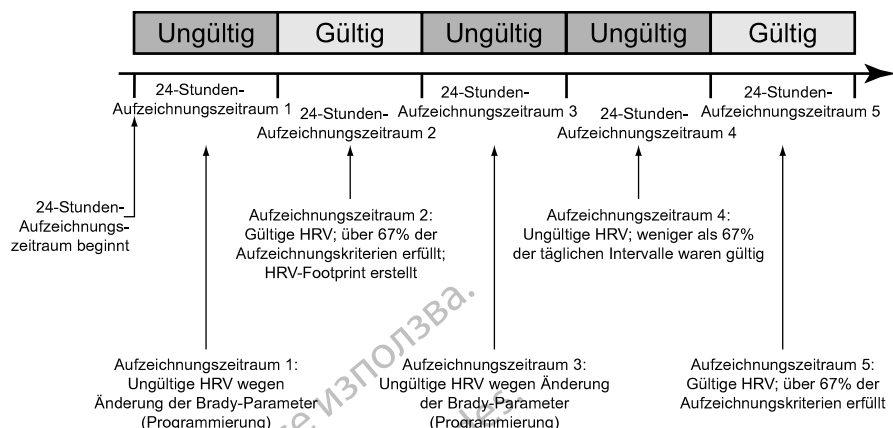 Ungültig Gültig Ungültig Ungültig Gültig
24-Stunden-
Aufzeichnungszeitraum 1
24-Stunden-
Aufzeichnungszeitraum 2
24-Stunden-
Aufzeichnungszeitraum 3
24-Stunden-
Aufzeichnungszeitraum 4
24-Stunden-
Aufzeichnungszeitraum 5
24-Stunden-
Aufzeichnungs-
zeitraum beginnt
Aufzeichnungszeitraum 2:
Gültige HRV; über 67% der
Aufzeichnungskriterien erfüllt;
HRV-Footprint erstellt
Aufzeichnungszeitraum 4:
Ungültige HRV; weniger als 67%
der täglichen Intervalle waren gültig
Aufzeichnungszeitraum 1:
Ungültige HRV wegen
Änderung der Brady-Parameter
(Programmierung)
Aufzeichnungszeitraum 3:
Ungültige HRV wegen Änderung
der Brady-Parameter
(Programmierung)
Aufzeichnungszeitraum 5:
Gültige HRV; über 67% der
Aufzeichnungskriterien erfüllt
използва.